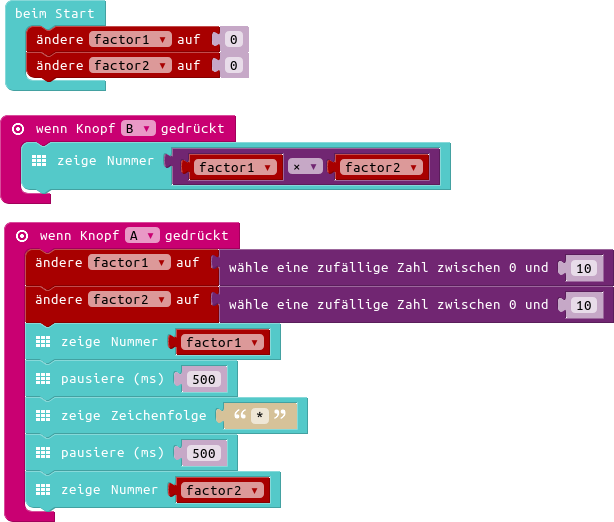 beim Start
ändere factor1 auf 0
ändere factor2 auf 0
wenn Knopf B gedrückt
zeige Nummer factor1 × factor2
wenn Knopf A gedrückt
ändere factor1 auf wähle eine zufällige Zahl zwischen 0 und 10
ändere factor2 auf wähle eine zufällige Zahl zwischen 0 und 10
zeige Nummer factor1
pausiere (ms) 500
zeige Zeichenfolge “ * ”
pausiere (ms) 500
zeige Nummer factor2